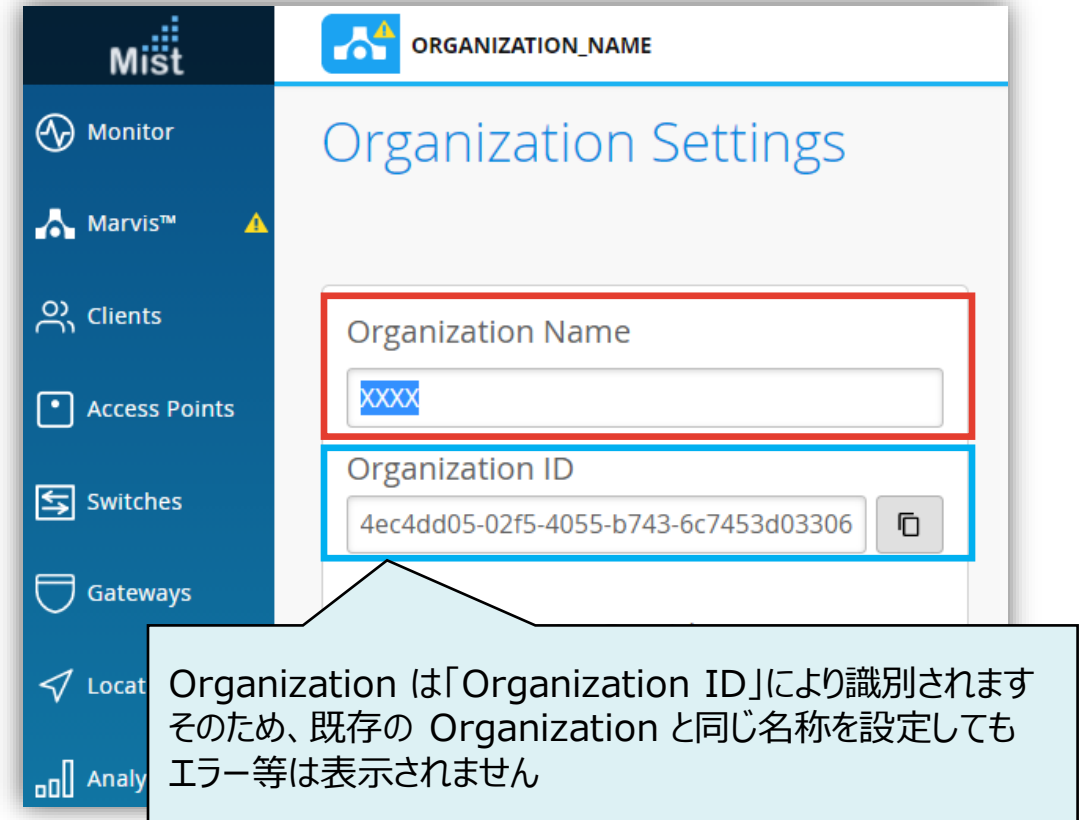 Mist
ORGANIZATION_NAME
Monitor
Organization Settings
Marvis™
Clients
Organization Name
XXXX
Access Points
Organization ID
4ec4dd05-02f5-4055-b743-6c7453d03306
Switches
Gateways
Locat
Organization は「Organization ID」により識別されます
そのため、既存の Organization と同じ名称を設定しても
エラー等は表示されません
Analy